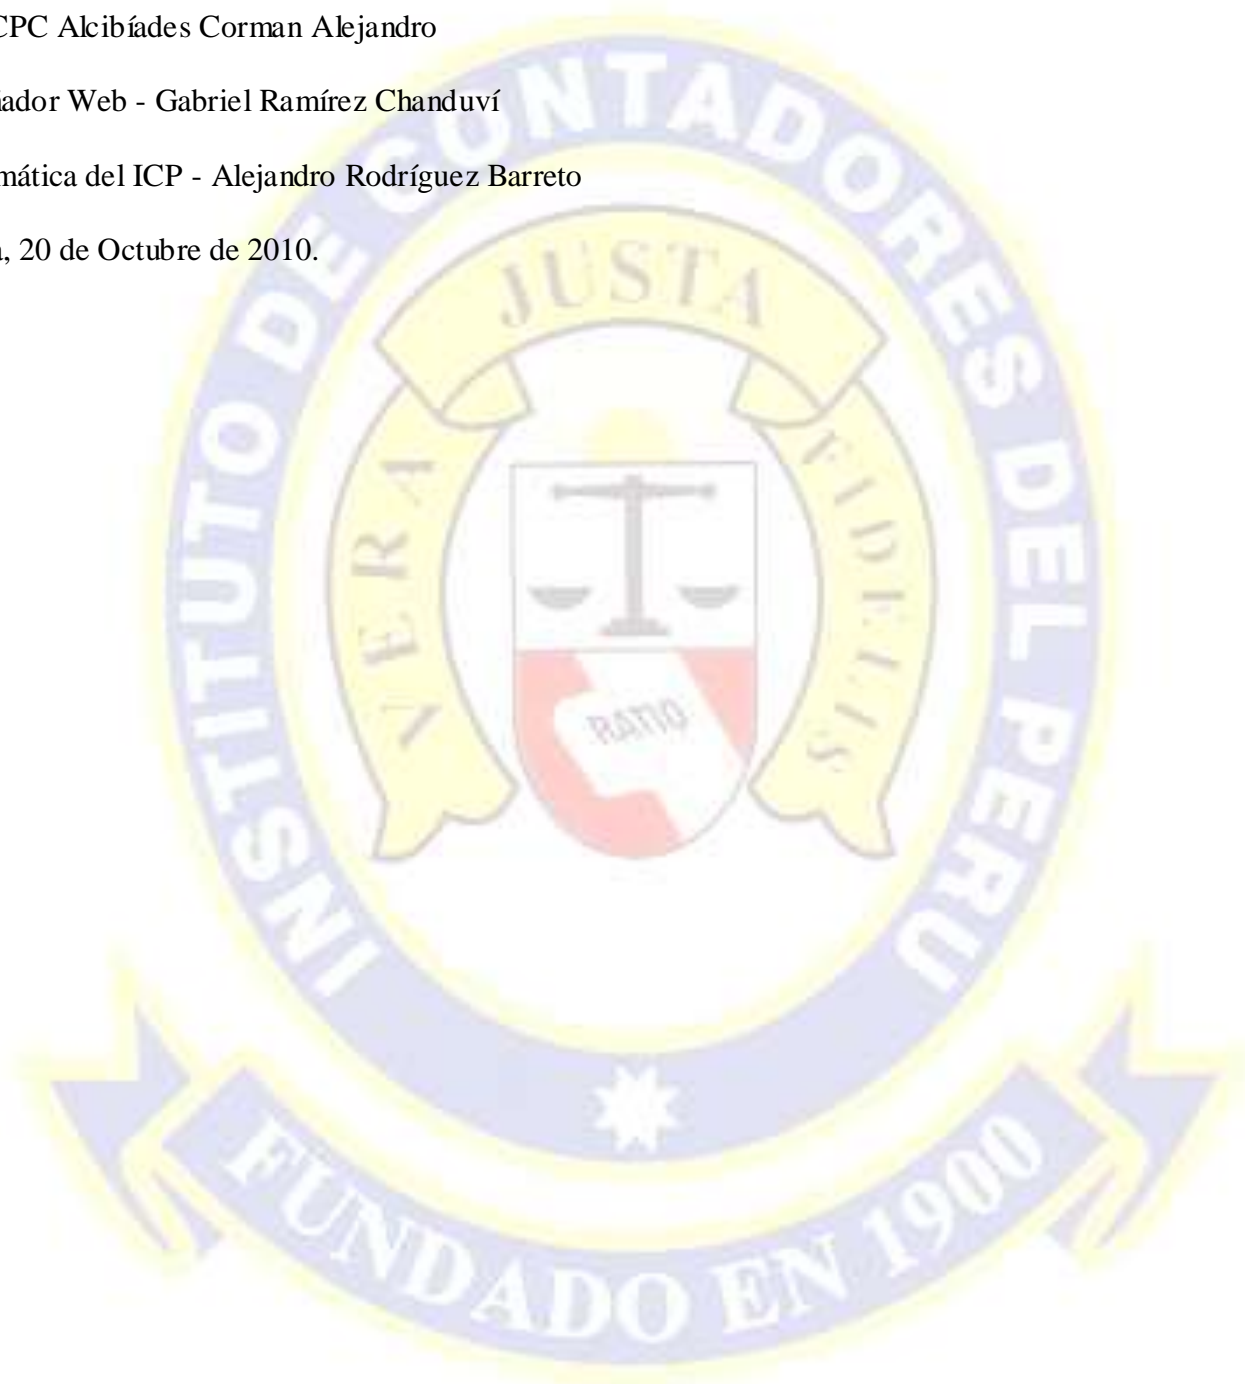 CPC Alcibíades Corman Alejandro
ador Web - Gabriel Ramírez Chanduví
mática del ICP - Alejandro Rodríguez Barreto
, 20 de Octubre de 2010.
INSTITUTO DE CONTADORES DEL PERU
JUSTA
VERA
FIDELIS
RATIO
FUNDADO EN 1900